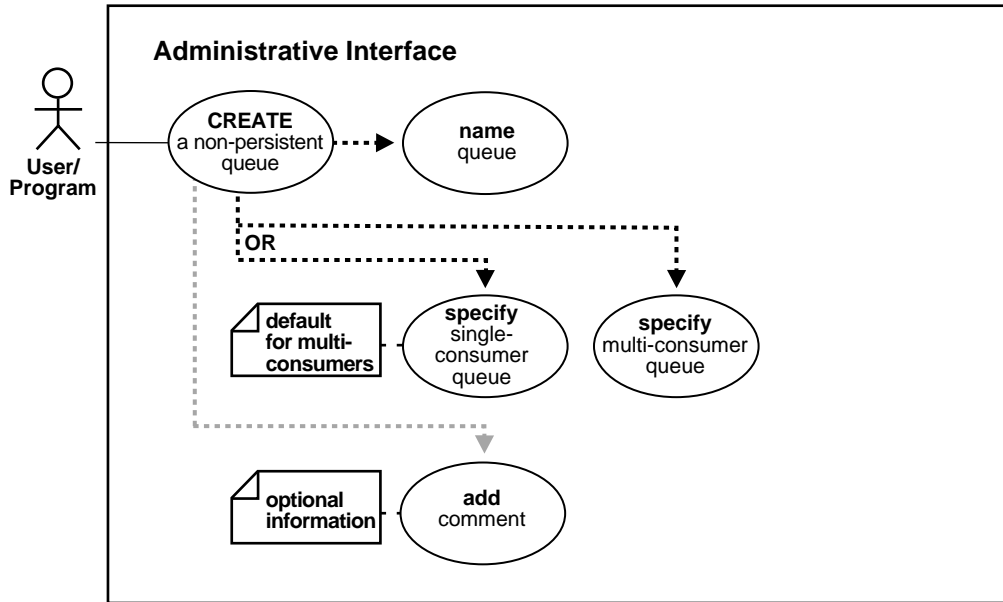 Administrative Interface
User/
Program
CREATE
a non-persistent
queue
name
queue
OR
default
for multi-
consumers
specify
single-
consumer
queue
specify
multi-consumer
queue
optional
information
add
comment